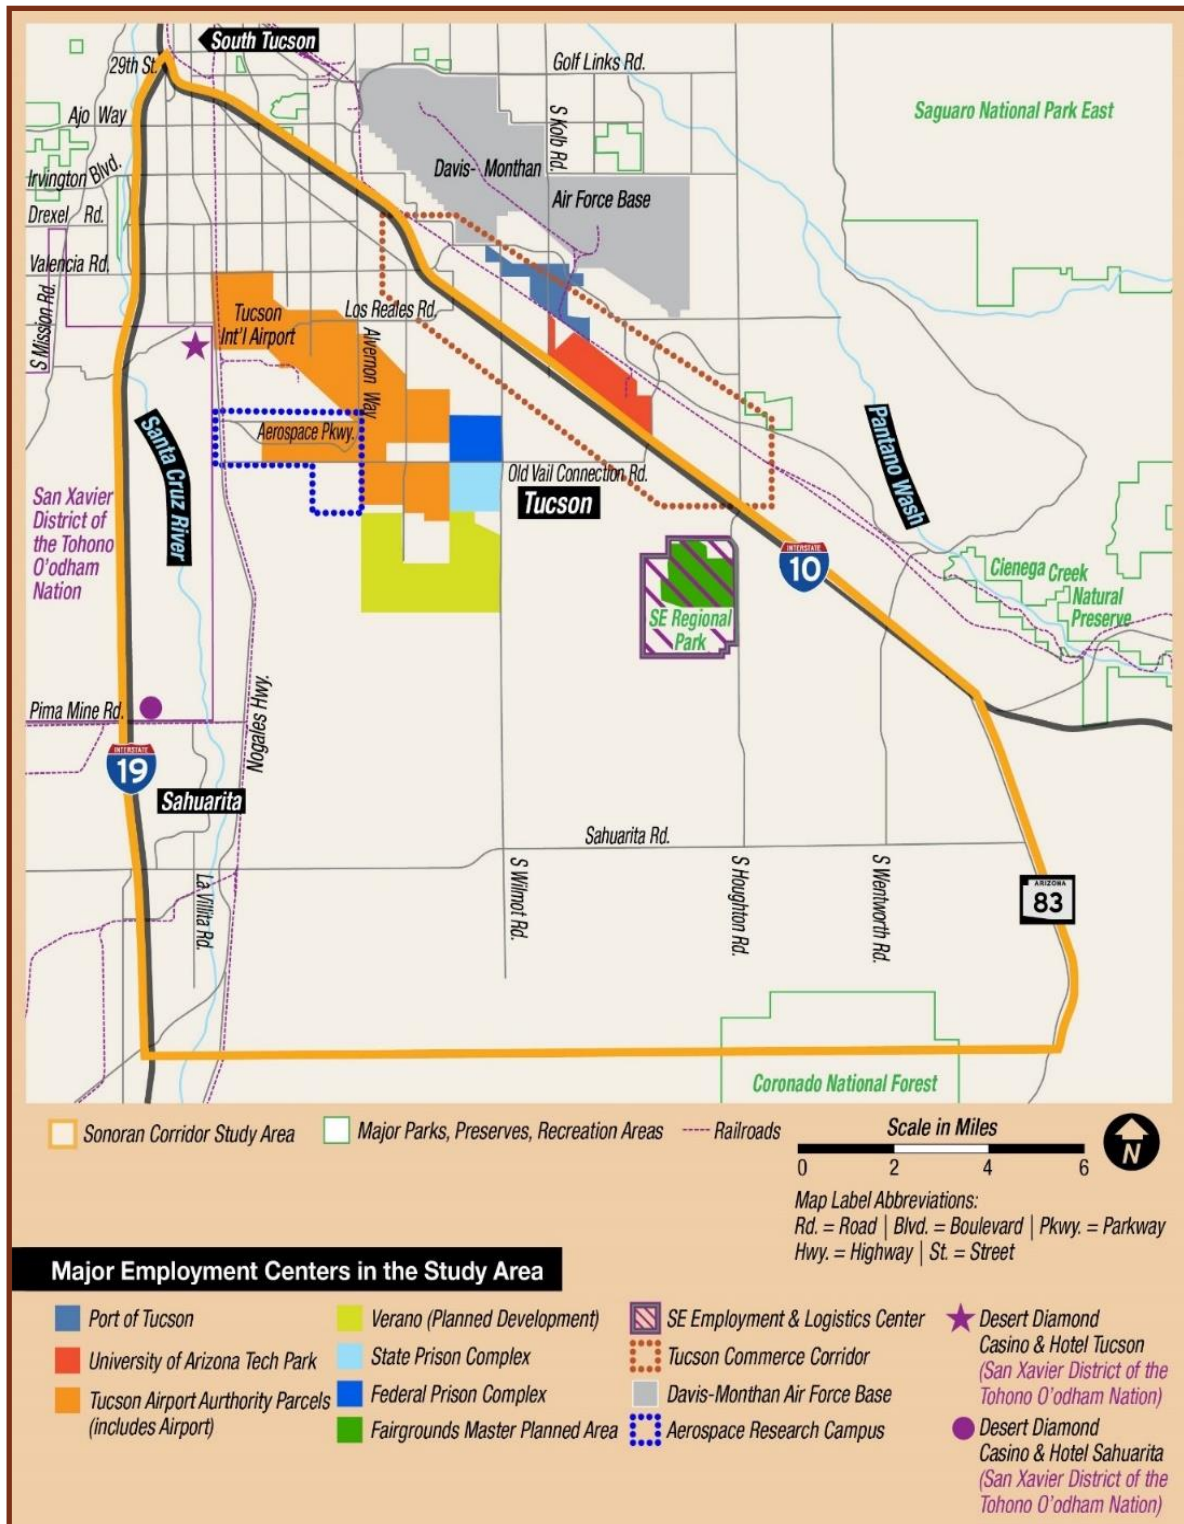 South Tucson
29th St.
Golf Links Rd.
Ajo Way
S Kolb Rd.
Saguaro National Park East
Davis- Monthan
Air Force Base
Irvington Blvd.
Drexel Rd.
Valencia Rd.
S Mission Rd.
Tucson
Int'l Airport
Los Reales Rd.
Alvernon Way
Santa Cruz River
Aerospace Pkwy.
Pantano Wash
Old Vail Connection Rd.
Tucson
San Xavier
District of
the Tohono
O'odham
Nation
INTERSTATE
10
Cienega Creek
Natural
Preserve
SE Regional
Park
Pima Mine Rd.
Nogales Hwy.
INTERSTATE
19
Sahuarita
Sahuarita Rd.
La Villita Rd.
S Wilmot Rd.
S Houghton Rd.
S Wentworth Rd.
ARIZONA
83
Coronado National Forest
Sonoran Corridor Study Area
Major Parks, Preserves, Recreation Areas
Railroads
Scale in Miles
0 2 4 6
N
Map Label Abbreviations:
Rd. = Road | Blvd. = Boulevard | Pkwy. = Parkway
Hwy. = Highway | St. = Street
Major Employment Centers in the Study Area
Port of Tucson
University of Arizona Tech Park
Tucson Airport Aurthority Parcels
(includes Airport)
Verano (Planned Development)
State Prison Complex
Federal Prison Complex
Fairgrounds Master Planned Area
SE Employment & Logistics Center
Tucson Commerce Corridor
Davis-Monthan Air Force Base
Aerospace Research Campus
Desert Diamond
Casino & Hotel Tucson
(San Xavier District of the
Tohono O'odham Nation)
Desert Diamond
Casino & Hotel Sahuarita
(San Xavier District of the
Tohono O'odham Nation)